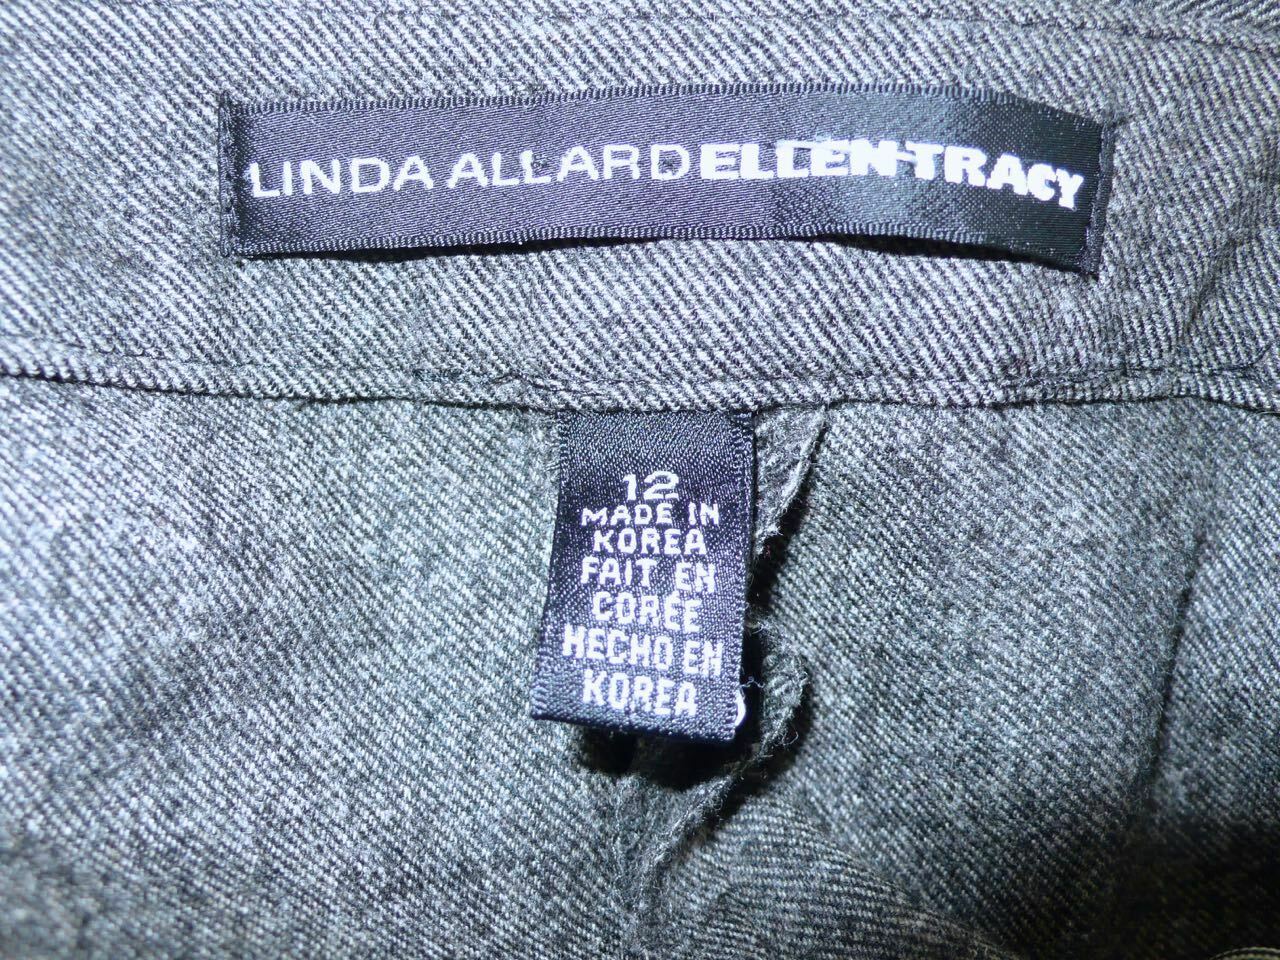 LINDA ALLARD ELLEN TRACY
12
MADE IN
KOREA
FAIT EN
CORÉE
HECHO EN
KOREA